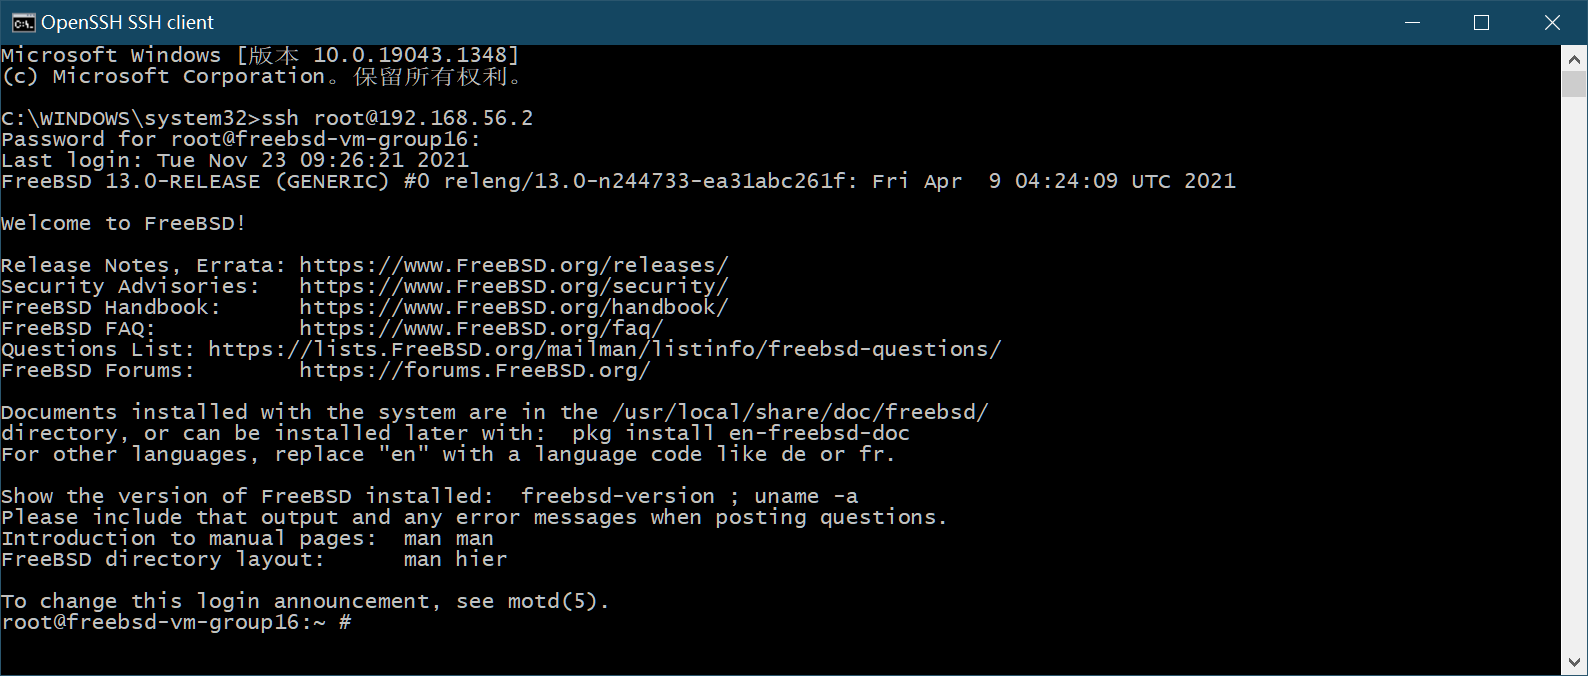 OpenSSH SSH client
Microsoft Windows [版本 10.0.19043.1348]
(c) Microsoft Corporation。保留所有权利。
C:\WINDOWS\system32>ssh root@192.168.56.2
Password for root@freebsd-vm-group16:
Last login: Tue Nov 23 09:26:21 2021
FreeBSD 13.0-RELEASE (GENERIC) #0 releng/13.0-n244733-ea31abc261f: Fri Apr  9 04:24:09 UTC 2021
Welcome to FreeBSD!
Release Notes, Errata: https://www.FreeBSD.org/releases/
Security Advisories:   https://www.FreeBSD.org/security/
FreeBSD Handbook:      https://www.FreeBSD.org/handbook/
FreeBSD FAQ:           https://www.FreeBSD.org/faq/
Questions List: https://lists.FreeBSD.org/mailman/listinfo/freebsd-questions/
FreeBSD Forums:        https://forums.FreeBSD.org/
Documents installed with the system are in the /usr/local/share/doc/freebsd/
directory, or can be installed later with:  pkg install en-freebsd-doc
For other languages, replace "en" with a language code like de or fr.
Show the version of FreeBSD installed:  freebsd-version ; uname -a
Please include that output and any error messages when posting questions.
Introduction to manual pages:  man man
FreeBSD directory layout:      man hier
To change this login announcement, see motd(5).
root@freebsd-vm-group16:~ #